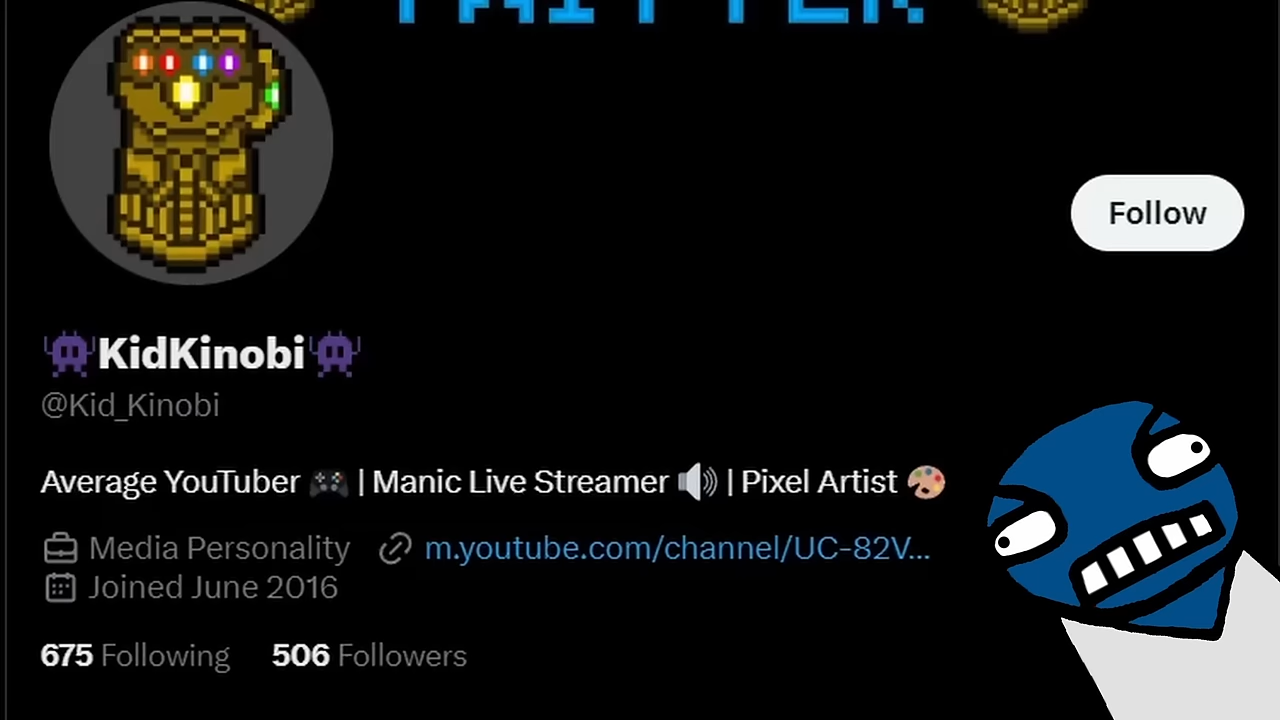 TWITTER
Follow
👾KidKinobi👾
@Kid_Kinobi
Average YouTuber 🎮 | Manic Live Streamer 🔊 | Pixel Artist 🎨
Media Personality m.youtube.com/channel/UC-82V...
Joined June 2016
675 Following 506 Followers